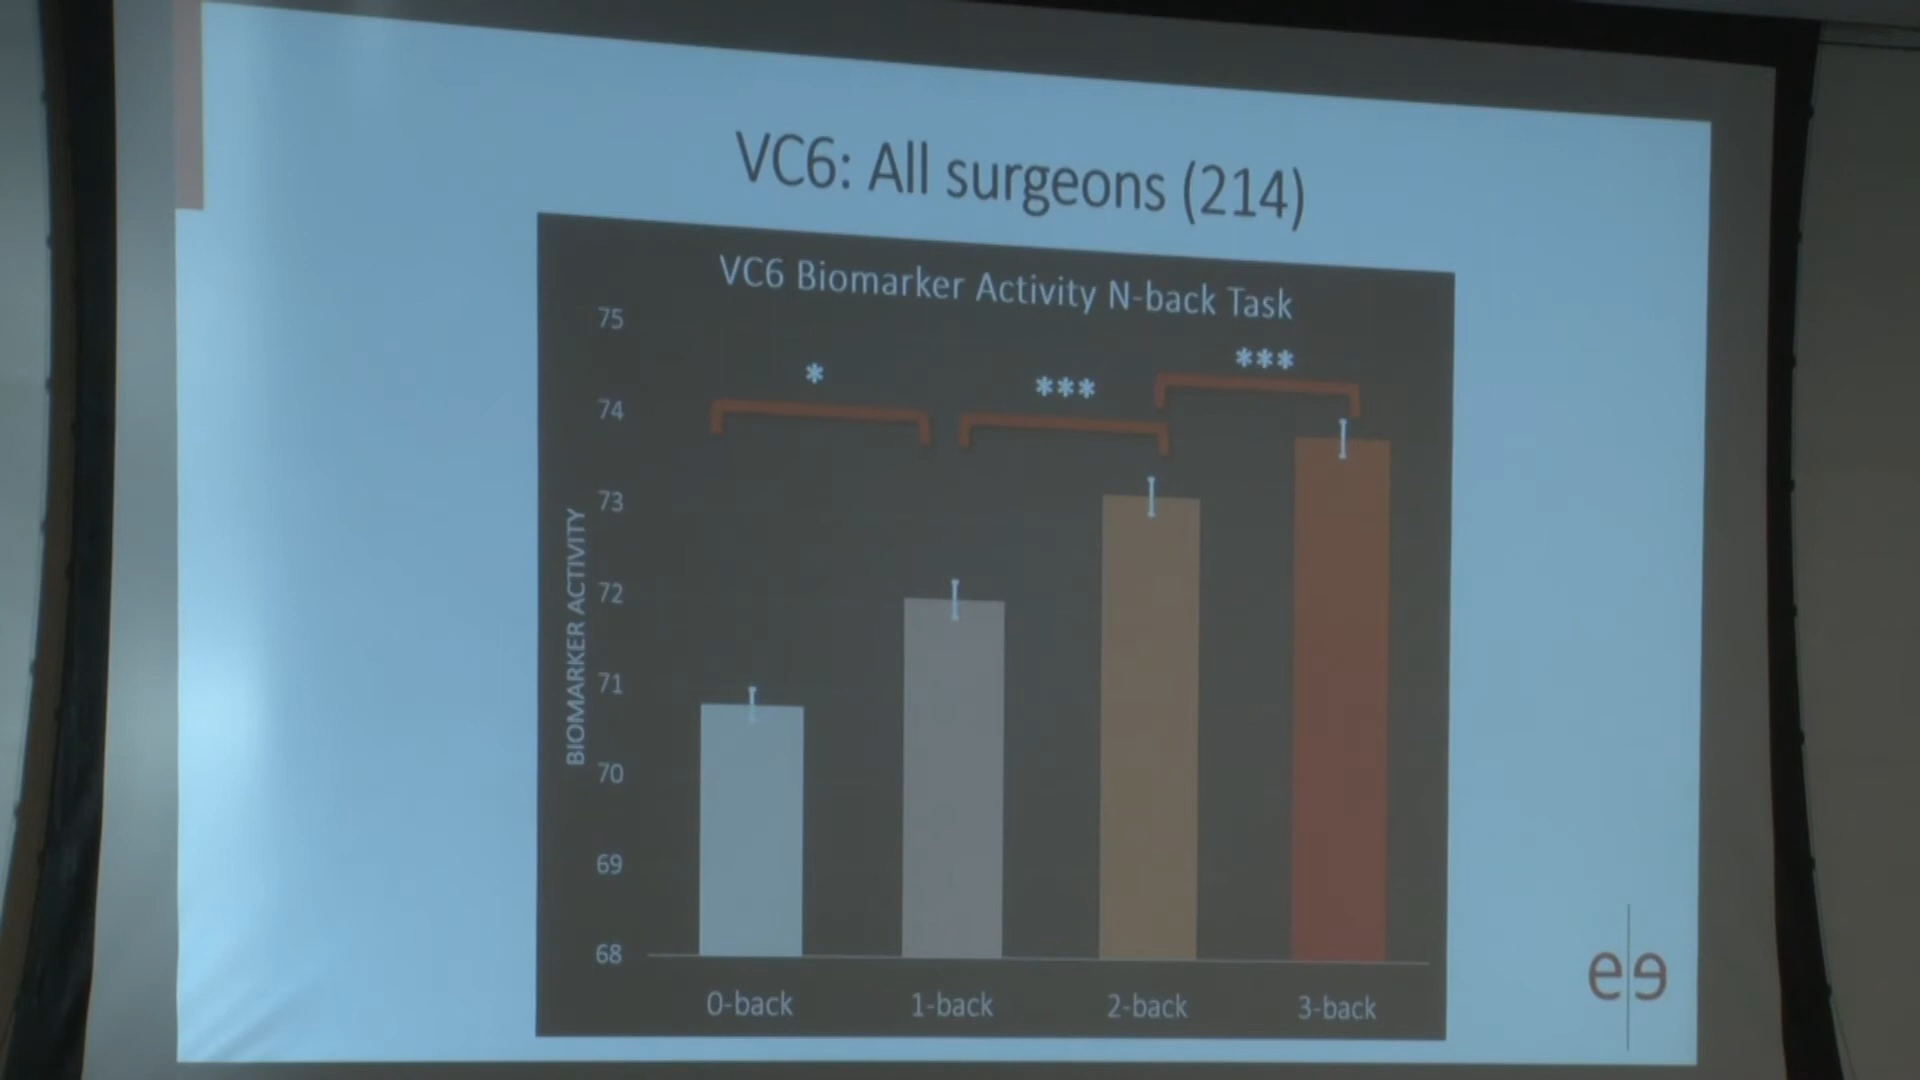 VC6: All surgeons (214)
VC6 Biomarker Activity N-back Task
75
74
73
72
71
70
69
68
BIOMARKER ACTIVITY
*
***
***
0-back
1-back
2-back
3-back
e|ɘ